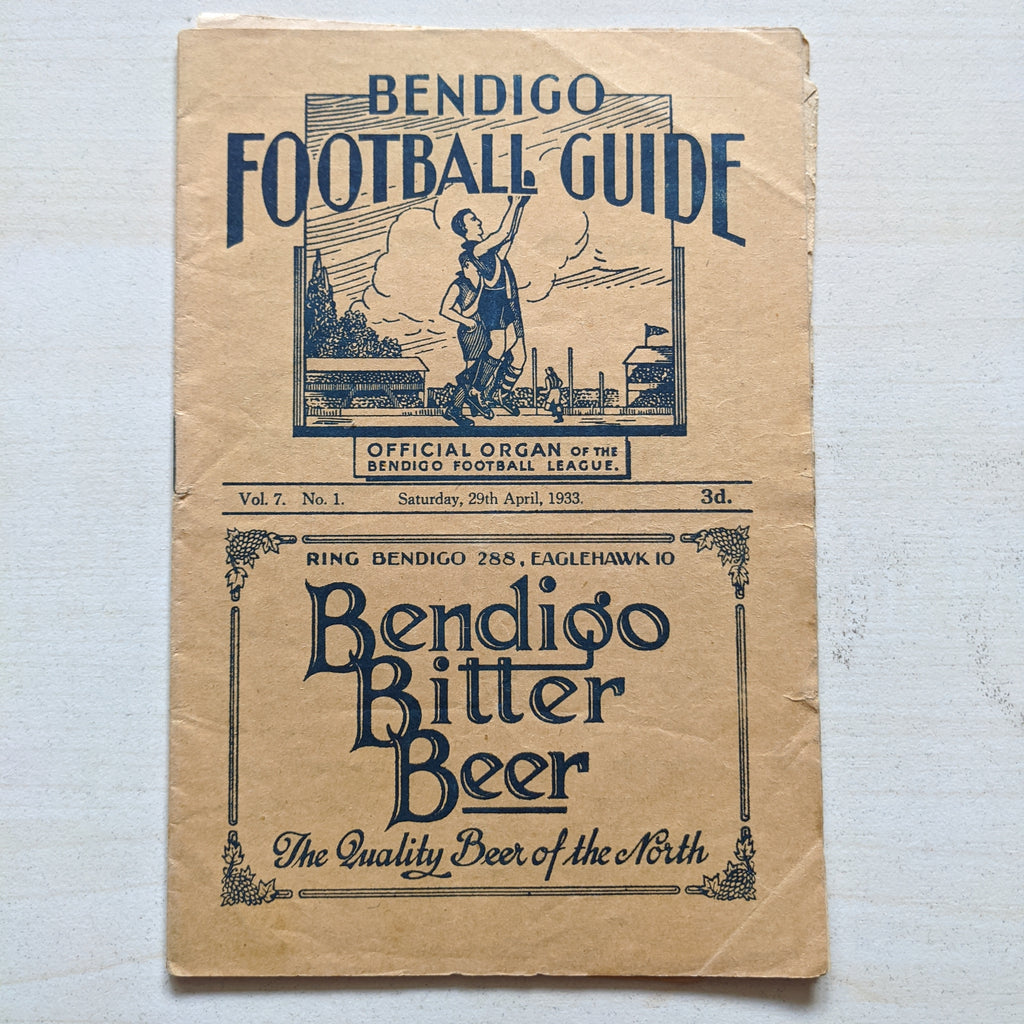 BENDIGO
FOOTBALL GUIDE
OFFICIAL ORGAN OF THE
BENDIGO FOOTBALL LEAGUE.
Vol. 7. No. 1. Saturday, 29th April, 1933. 3d.
RING BENDIGO 288, EAGLEHAWK 10
Bendigo
Bitter
Beer
The Quality Beer of the North